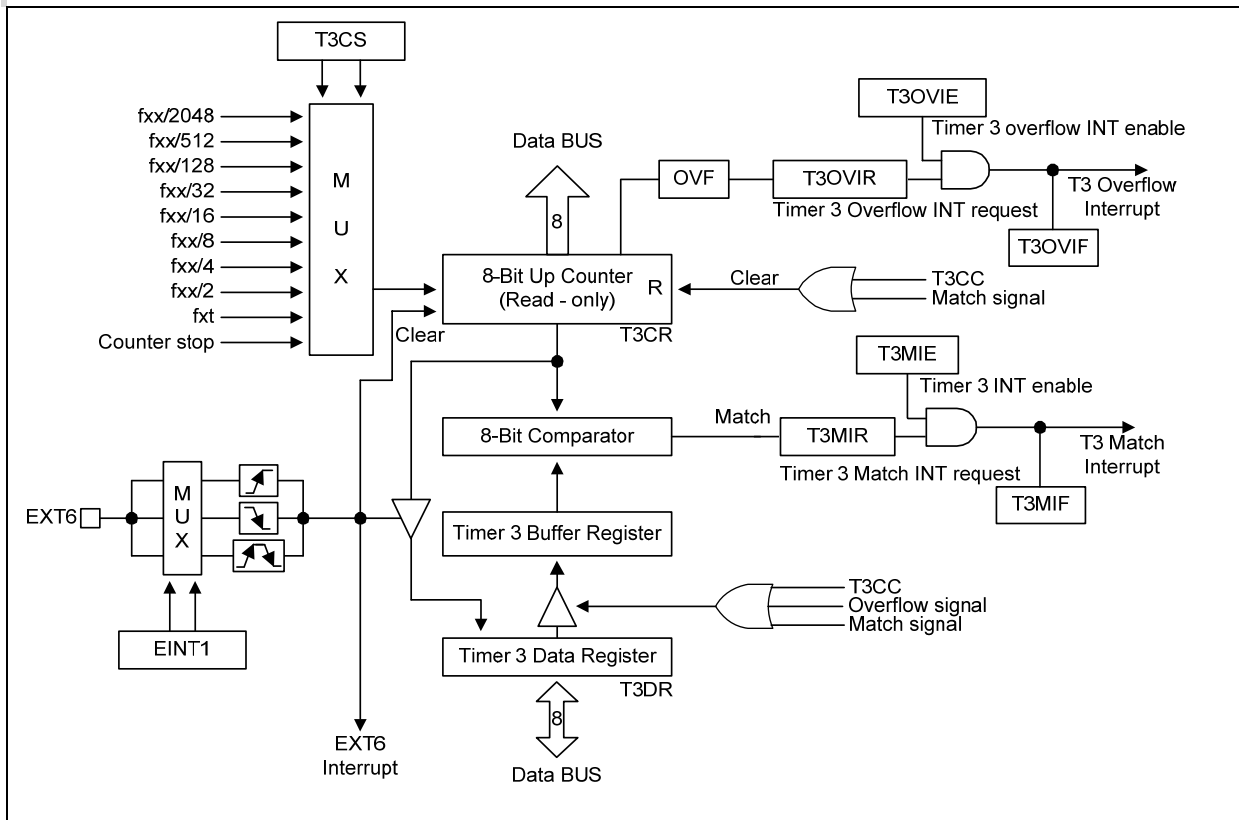 T3CS
fxx/2048
fxx/512
fxx/128
fxx/32
fxx/16
fxx/8
fxx/4
fxx/2
fxt
Counter stop
M
U
X
Data BUS
8
8-Bit Up Counter
(Read - only)
R
T3CR
Clear
OVF
T3OVIR
Timer 3 Overflow INT request
T3OVIE
Timer 3 overflow INT enable
T3 Overflow
Interrupt
T3OVIF
Clear
T3CC
Match signal
8-Bit Comparator
Match
T3MIR
Timer 3 Match INT request
T3MIE
Timer 3 INT enable
T3 Match
Interrupt
T3MIF
EXT6
M
U
X
EINT1
EXT6
Interrupt
Timer 3 Buffer Register
T3CC
Overflow signal
Match signal
Timer 3 Data Register
T3DR
8
Data BUS